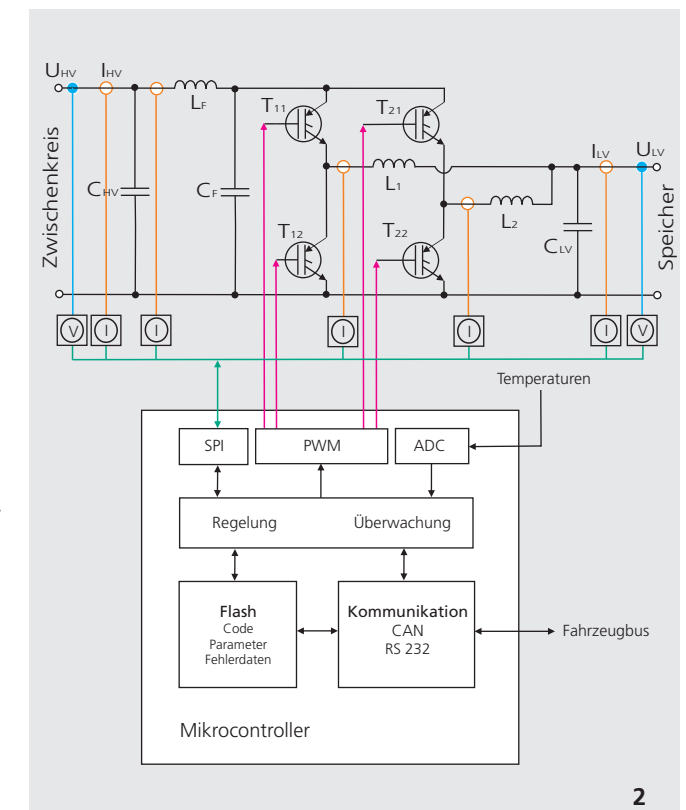 UHV IHV
LF
T11 T21
ILV ULV
L1
CHV CF
L2
T12 T22
CLV
Zwischenkreis
Speicher
V I I I I I V
Temperaturen
SPI PWM ADC
Regelung Überwachung
Flash
Code
Parameter
Fehlerdaten
Kommunikation
CAN
RS 232
Fahrzeugbus
Mikrocontroller
2